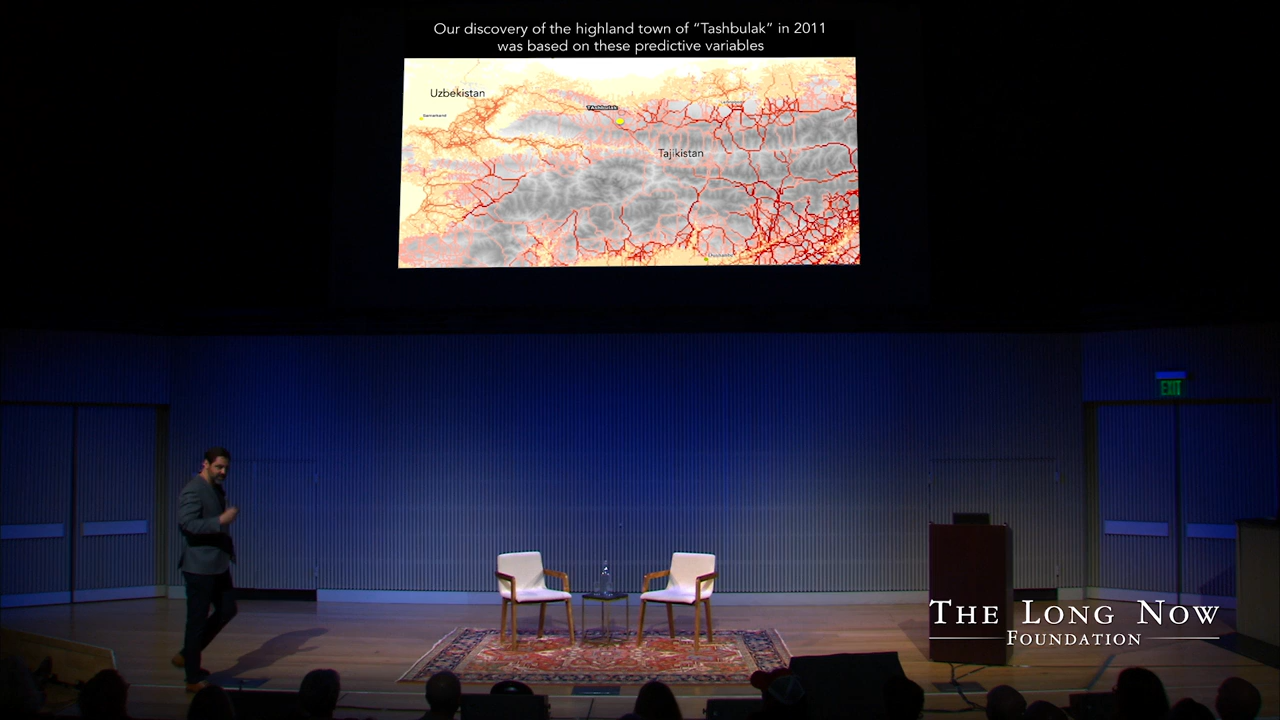 Our discovery of the highland town of “Tashbulak” in 2011
was based on these predictive variables
Uzbekistan
Samarkand
Tashbulak
Tajikistan
EXIT
THE LONG NOW
FOUNDATION